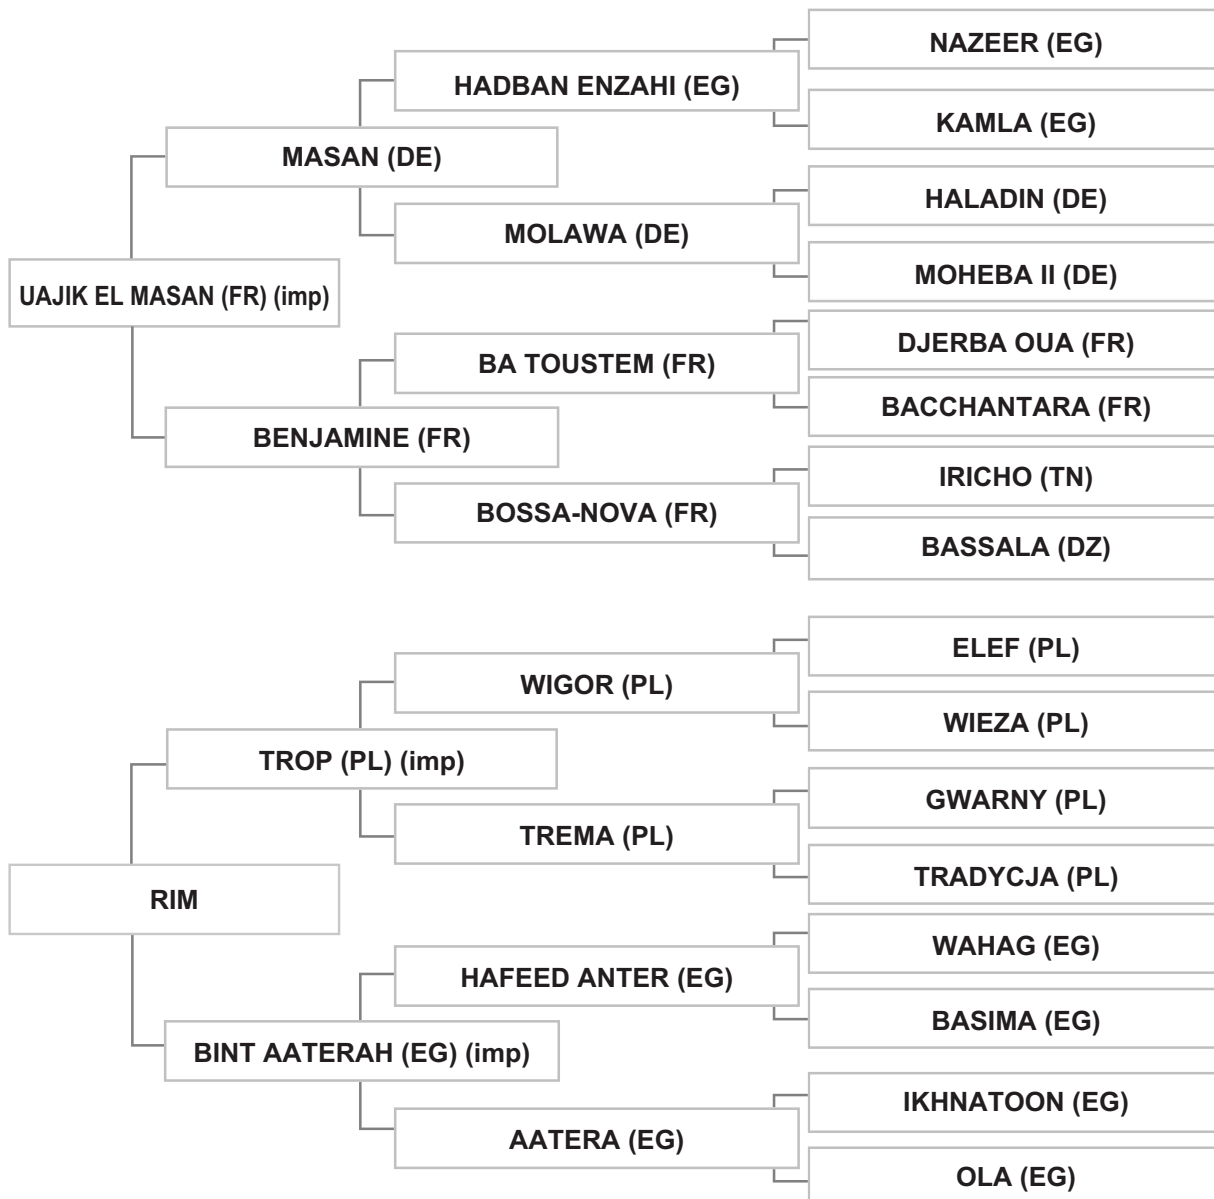 NAZEER (EG)
HADBAN ENZAHI (EG)
KAMLA (EG)
MASAN (DE)
HALADIN (DE)
MOLAWA (DE)
MOHEBA II (DE)
UAJIK EL MASAN (FR) (imp)
DJERBA OUA (FR)
BA TOUSTEM (FR)
BACCHANTARA (FR)
BENJAMINE (FR)
IRICHO (TN)
BOSSA-NOVA (FR)
BASSALA (DZ)
ELEF (PL)
WIGOR (PL)
WIEZA (PL)
TROP (PL) (imp)
GWARNY (PL)
TREMA (PL)
TRADYCJA (PL)
RIM
WAHAG (EG)
HAFEED ANTER (EG)
BASIMA (EG)
BINT AATERAH (EG) (imp)
IKHNATOON (EG)
AATERA (EG)
OLA (EG)